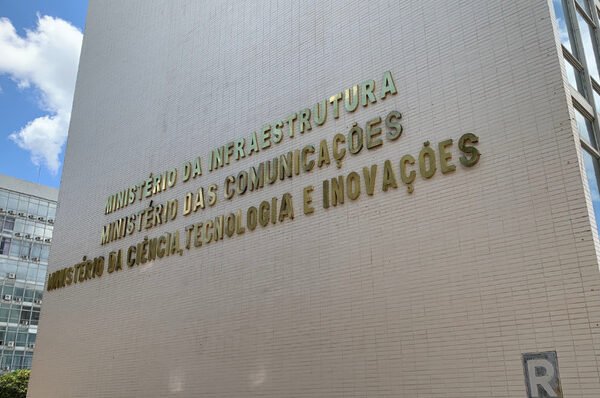 MINISTÉRIO DA INFRAESTRUTURA
MINISTÉRIO DAS COMUNICAÇÕES
MINISTÉRIO DA CIÊNCIA, TECNOLOGIA E INOVAÇÕES
R